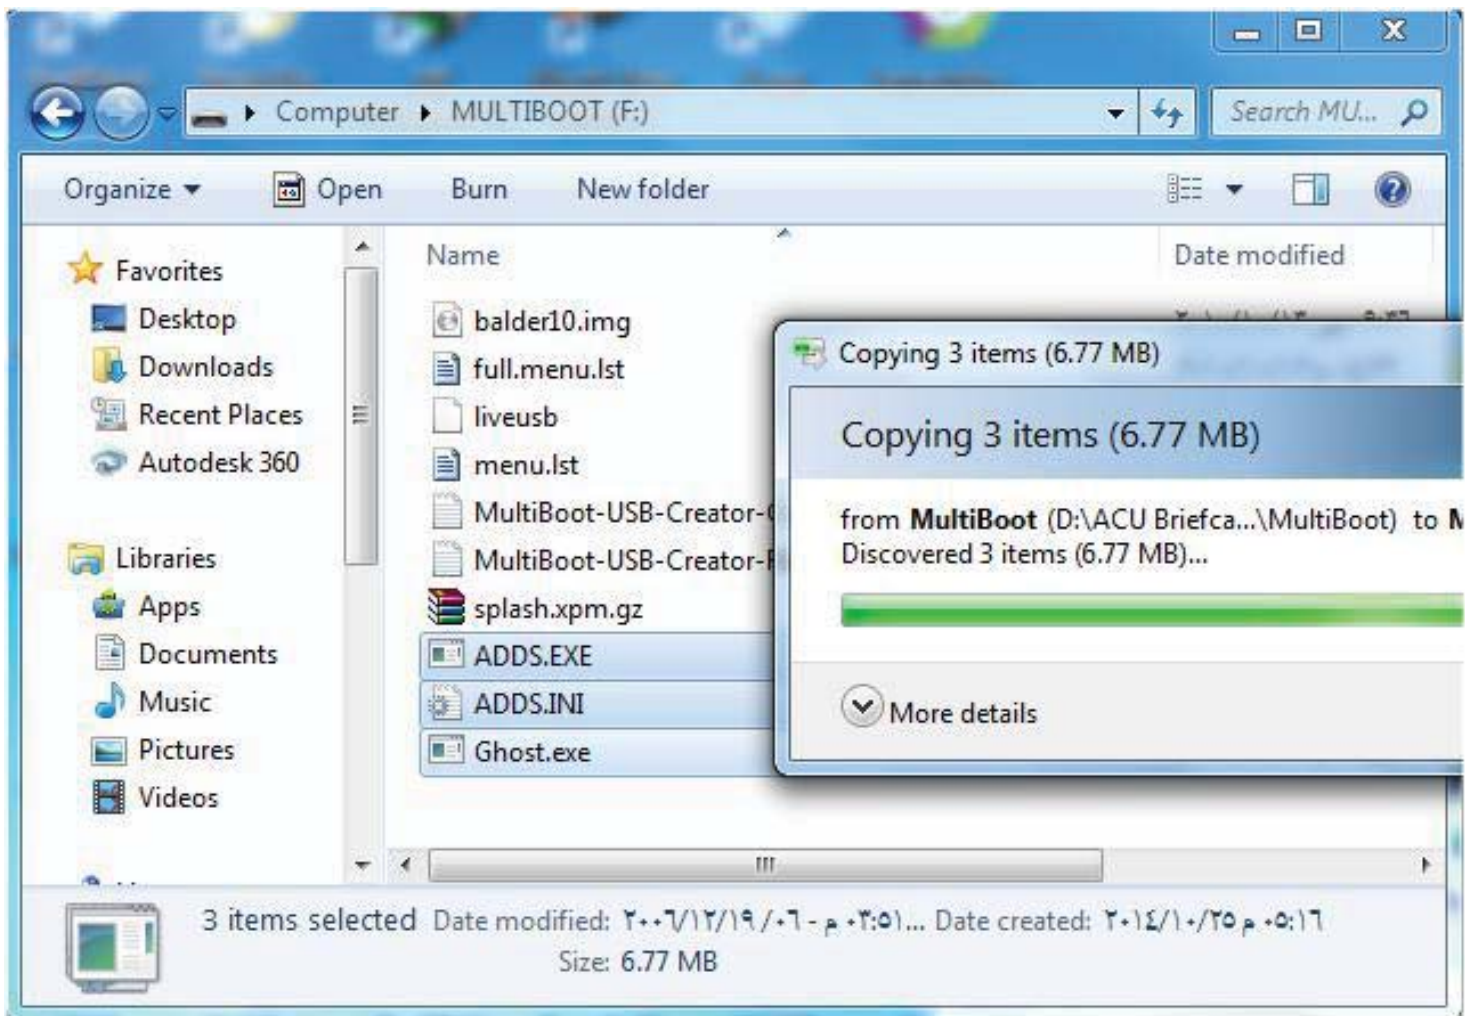 Computer ▸ MULTIBOOT (F:)
Search MU...
Organize
Open
Burn
New folder
Favorites
Desktop
Downloads
Recent Places
Autodesk 360
Libraries
Apps
Documents
Music
Pictures
Videos
Name
Date modified
balder10.img
full.menu.lst
liveusb
menu.lst
MultiBoot-USB-Creator-
MultiBoot-USB-Creator-
splash.xpm.gz
ADDS.EXE
ADDS.INI
Ghost.exe
Copying 3 items (6.77 MB)
Copying 3 items (6.77 MB)
from MultiBoot (D:\ACU Briefca...\MultiBoot) to M
Discovered 3 items (6.77 MB)...
More details
3 items selected Date modified: ٢٠٠٦/١٢/١٩ /٠٦ - م ٠٣:٥١... Date created: ٢٠١٤/١٠/٢٥ م ٠٥:١٦
Size: 6.77 MB